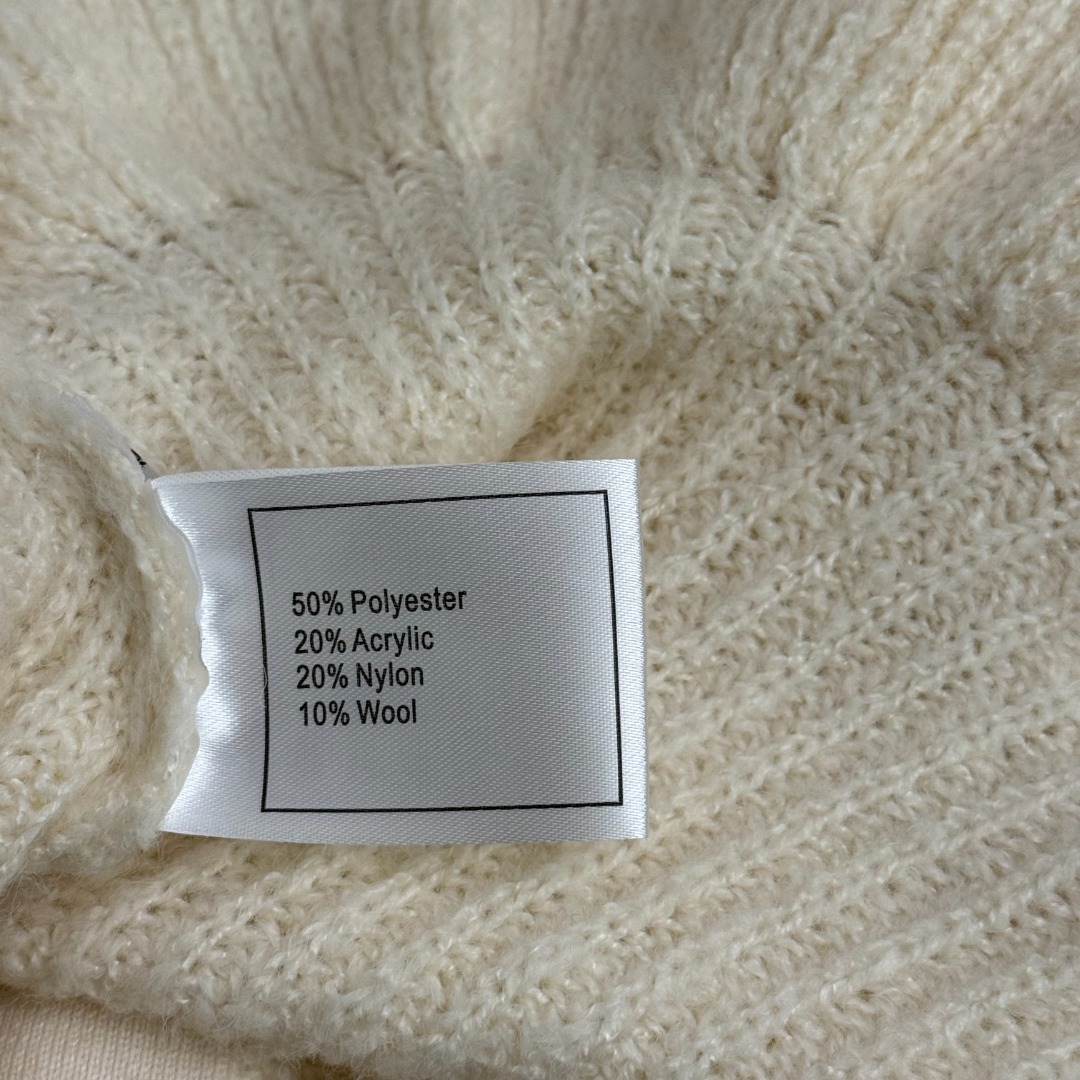 50% Polyester
20% Acrylic
20% Nylon
10% Wool